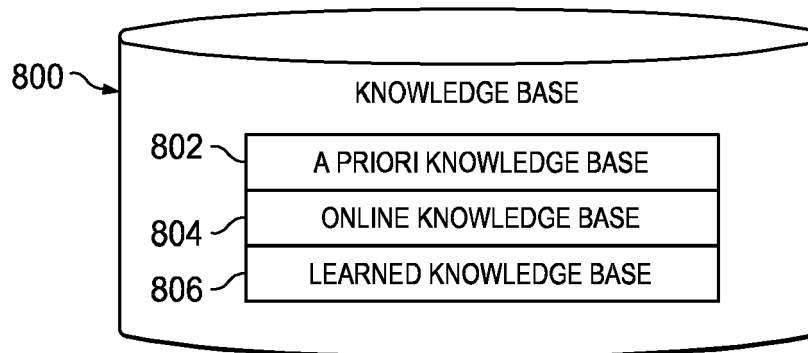 800
KNOWLEDGE BASE
802
A PRIORI KNOWLEDGE BASE
804
ONLINE KNOWLEDGE BASE
806
LEARNED KNOWLEDGE BASE